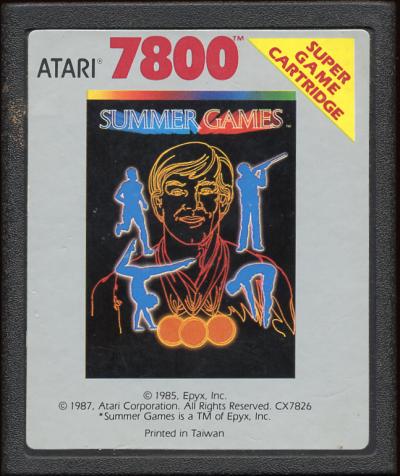 ATARI® 7800™
SUPER
GAME
CARTRIDGE
SUMMER GAMES™
© 1985, Epyx, Inc.
© 1987, Atari Corporation. All Rights Reserved. CX7826
*Summer Games is a TM of Epyx, Inc.
Printed in Taiwan